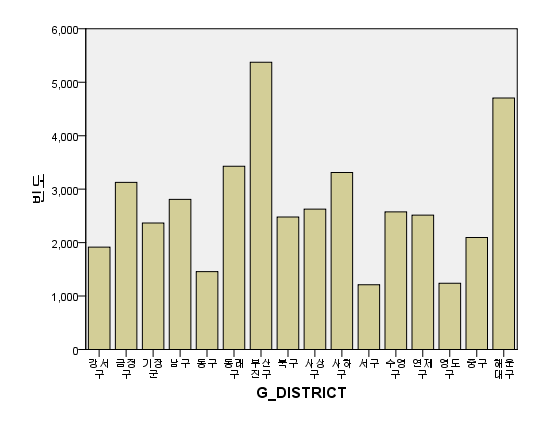 6,000
5,000
4,000
3,000
2,000
1,000
0
빈도
강서구
금정구
기장군
남구
동구
동래구
부산진구
북구
사상구
사하구
서구
수영구
연제구
영도구
중구
해운대구
G_DISTRICT